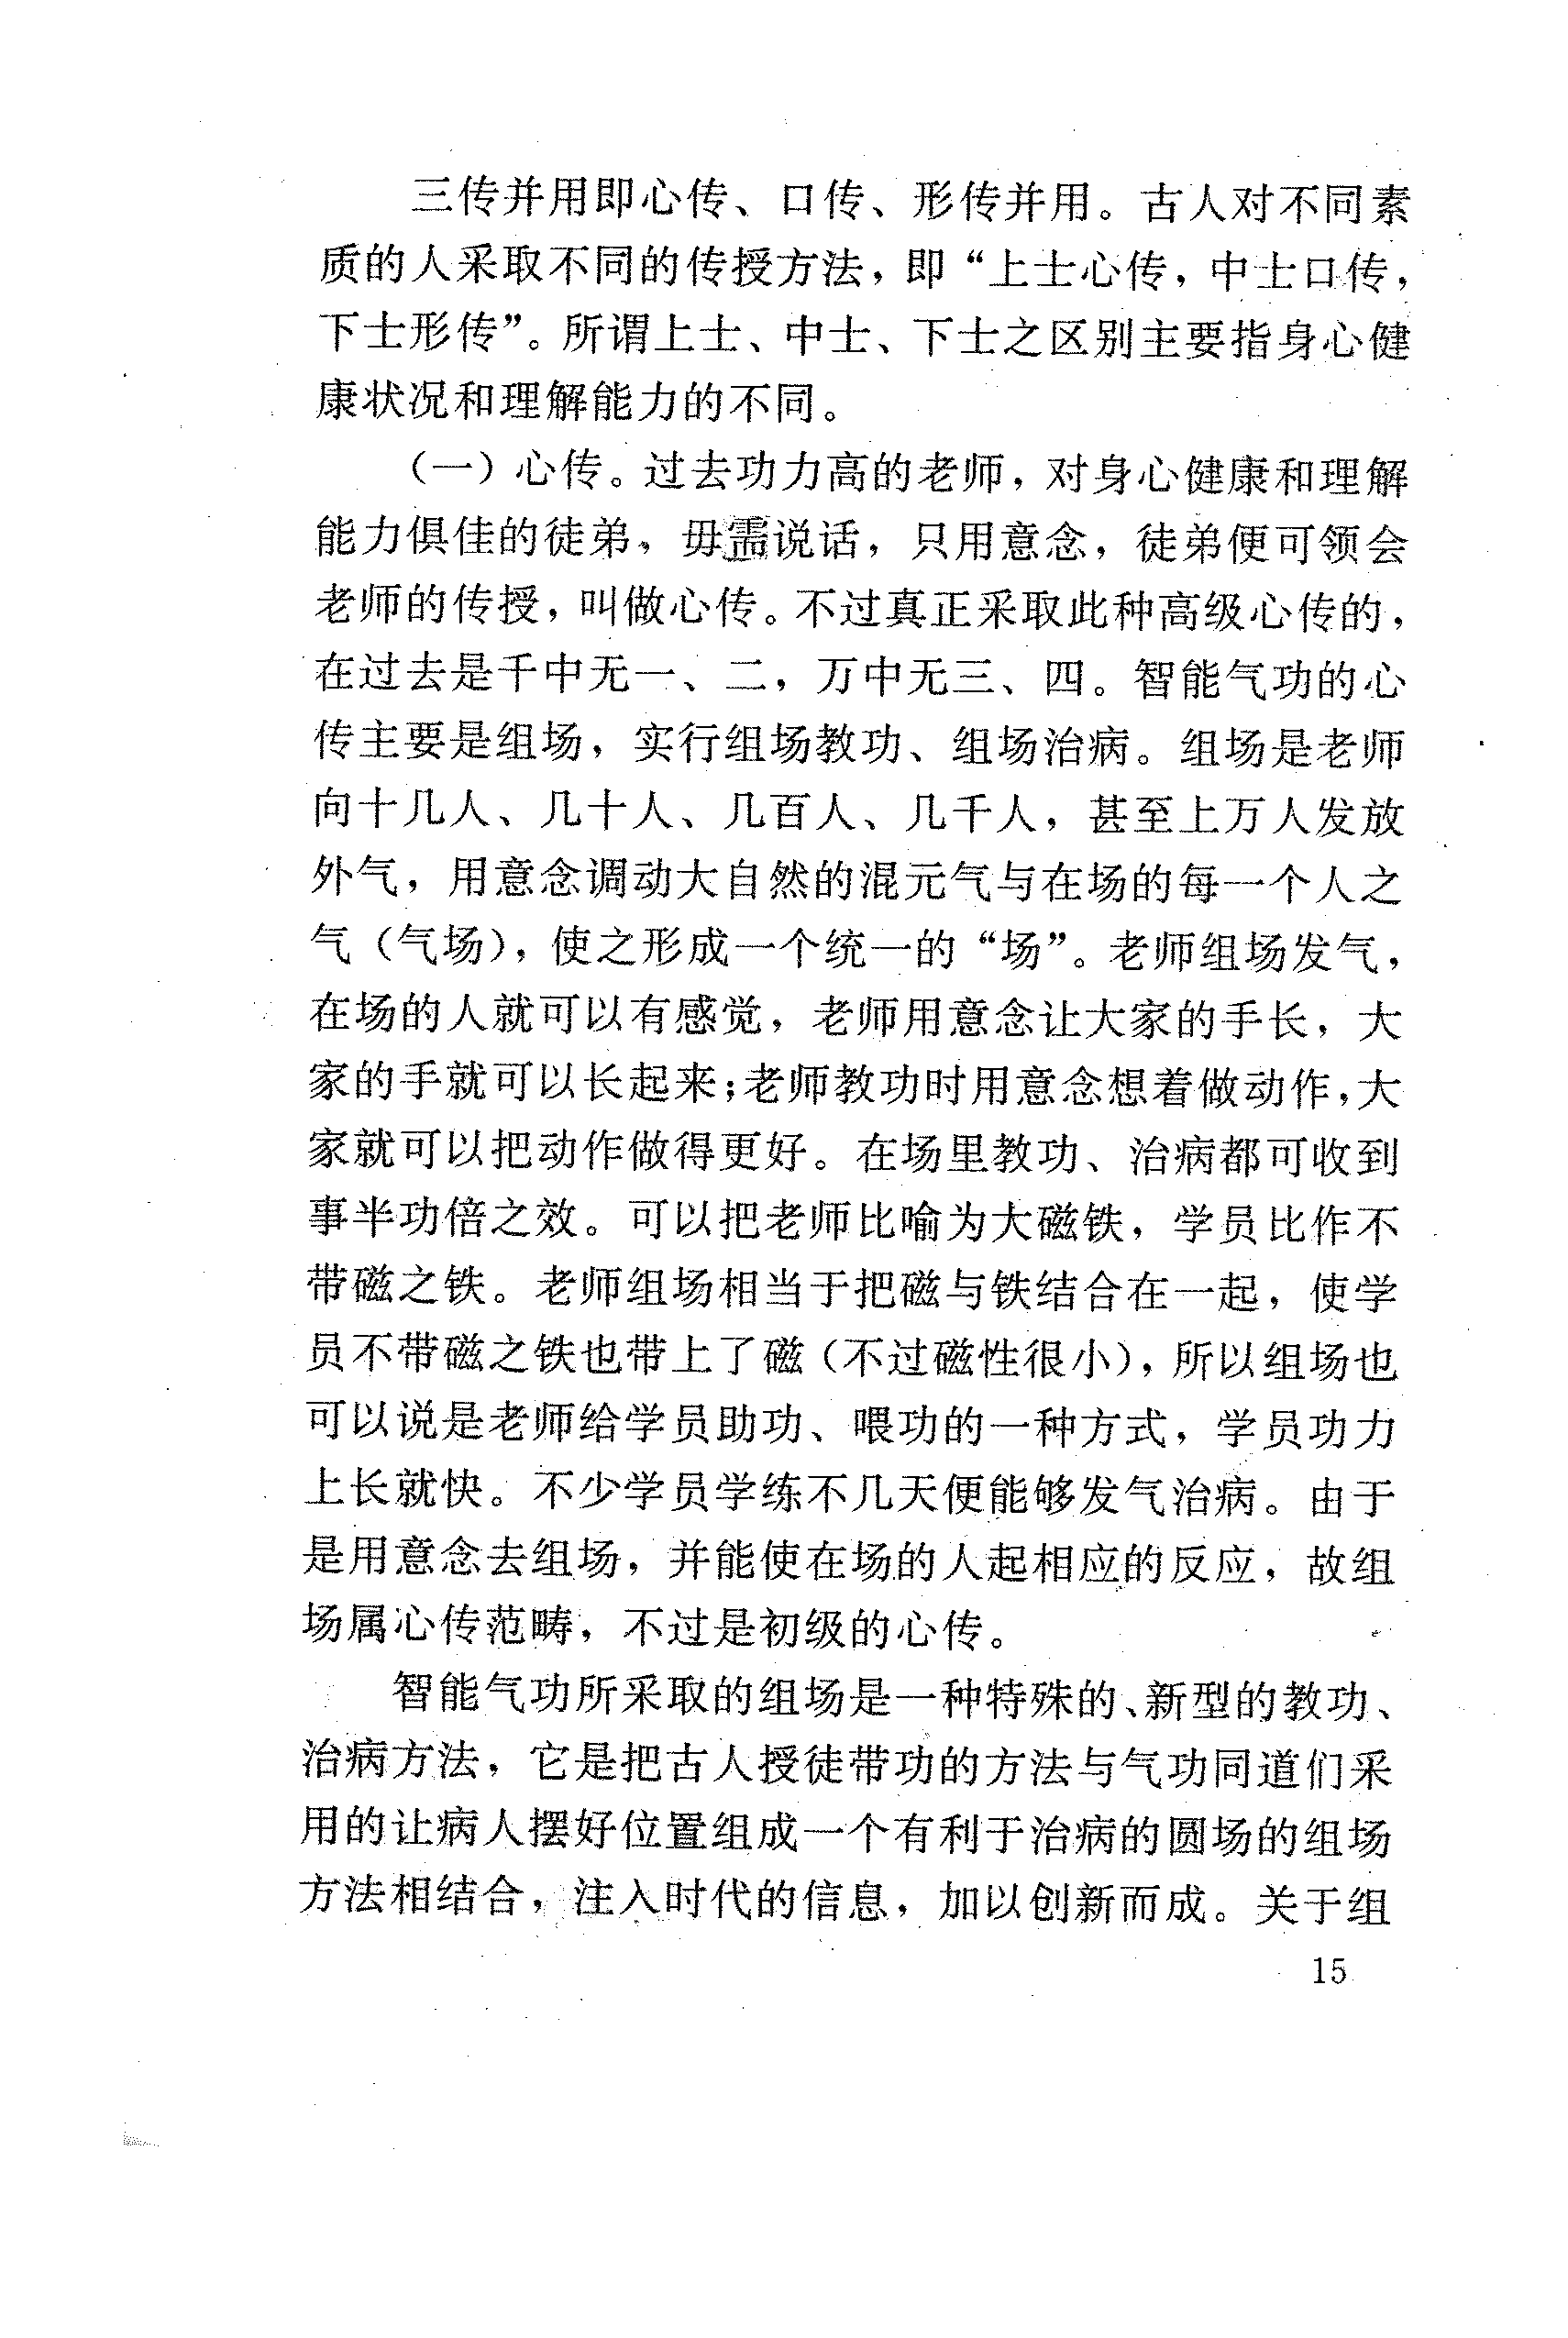 三传并用即心传、口传、形传并用。古人对不同素
质的人采取不同的传授方法，即“上士心传，中士口传，
下士形传”。所谓上士、中士、下士之区别主要指身心健
康状况和理解能力的不同。
（一）心传。过去功力高的老师，对身心健康和理解
能力俱佳的徒弟，毋需说话，只用意念，徒弟便可领会
老师的传授，叫做心传。不过真正采取此种高级心传的，
在过去是千中无一、二，万中无三、四。智能气功的心
传主要是组场，实行组场教功、组场治病。组场是老师
向十几人、几十人、几百人、几千人，甚至上万人发放
外气，用意念调动大自然的混元气与在场的每一个人之
气（气场），使之形成一个统一的“场”。老师组场发气，
在场的人就可以有感觉，老师用意念让大家的手长，大
家的手就可以长起来；老师教功时用意念想着做动作，大
家就可以把动作做得更好。在场里教功、治病都可收到
事半功倍之效。可以把老师比喻为大磁铁，学员比作不
带磁之铁。老师组场相当于把磁与铁结合在一起，使学
员不带磁之铁也带上了磁（不过磁性很小），所以组场也
可以说是老师给学员助功、喂功的一种方式，学员功力
上长就快。不少学员学练不几天便能够发气治病。由于
是用意念去组场，并能使在场的人起相应的反应，故组
场属心传范畴，不过是初级的心传。
智能气功所采取的组场是一种特殊的、新型的教功、
治病方法，它是把古人授徒带功的方法与气功同道们采
用的让病人摆好位置组成一个有利于治病的圆场的组场
方法相结合，注入时代的信息，加以创新而成。关于组
15